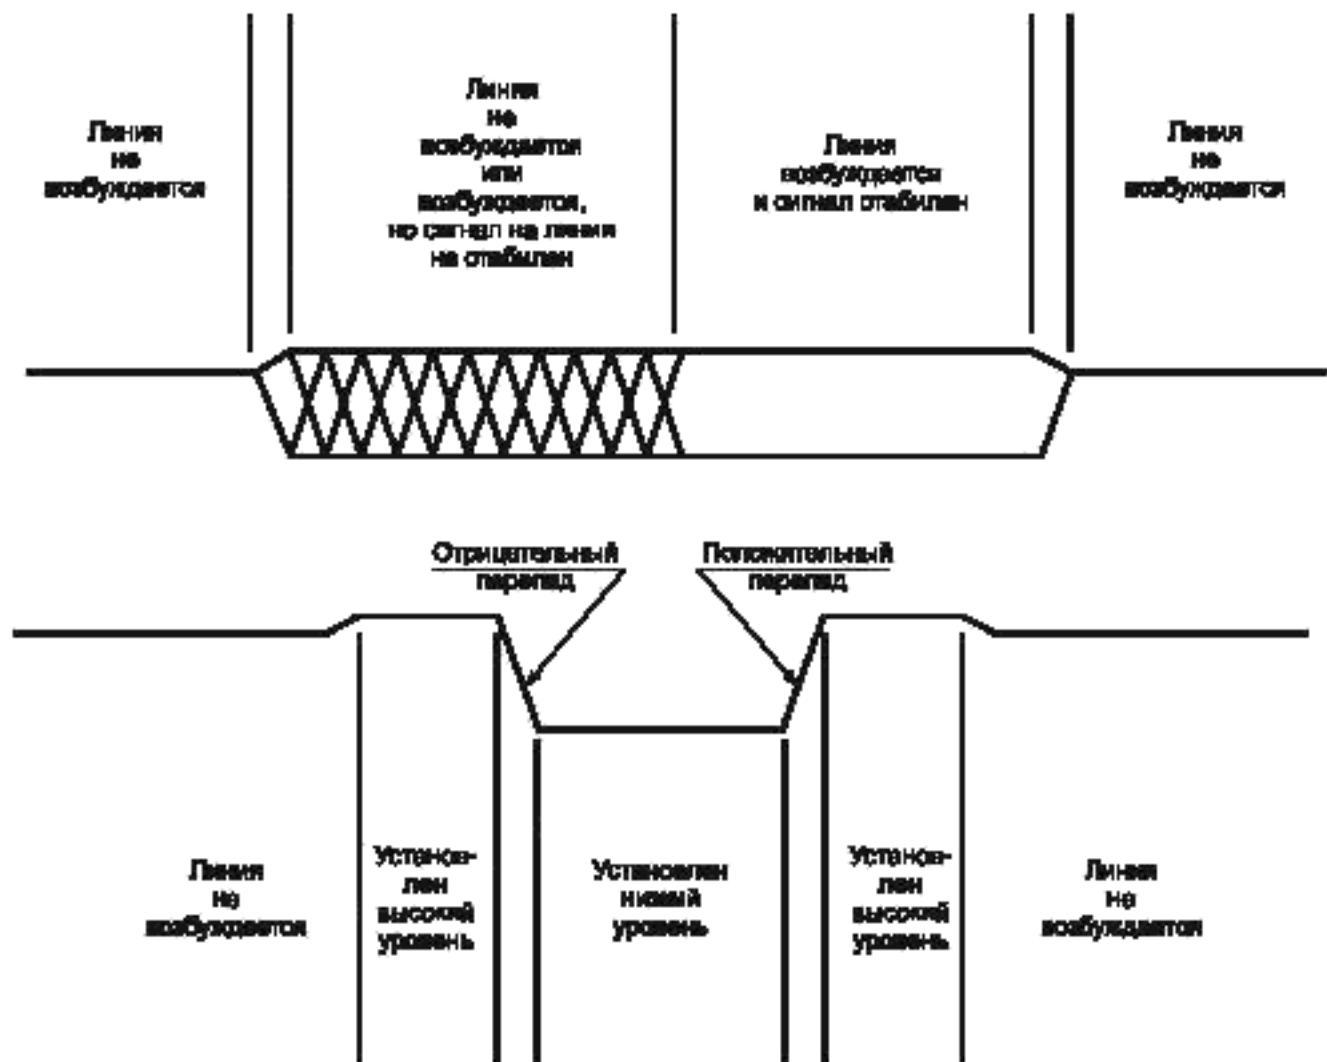 Линия
не
возбуждается
Линия
не
возбуждается
или
возбуждается,
но сигнал на линии
не стабилен
Линия
возбуждается
и сигнал стабилен
Линия
не
возбуждается
Отрицательный
перепад
Положительный
перепад
Линия
не
возбуждается
Установ-
лен
высокий
уровень
Установлен
низкий
уровень
Установ-
лен
высокий
уровень
Линия
не
возбуждается